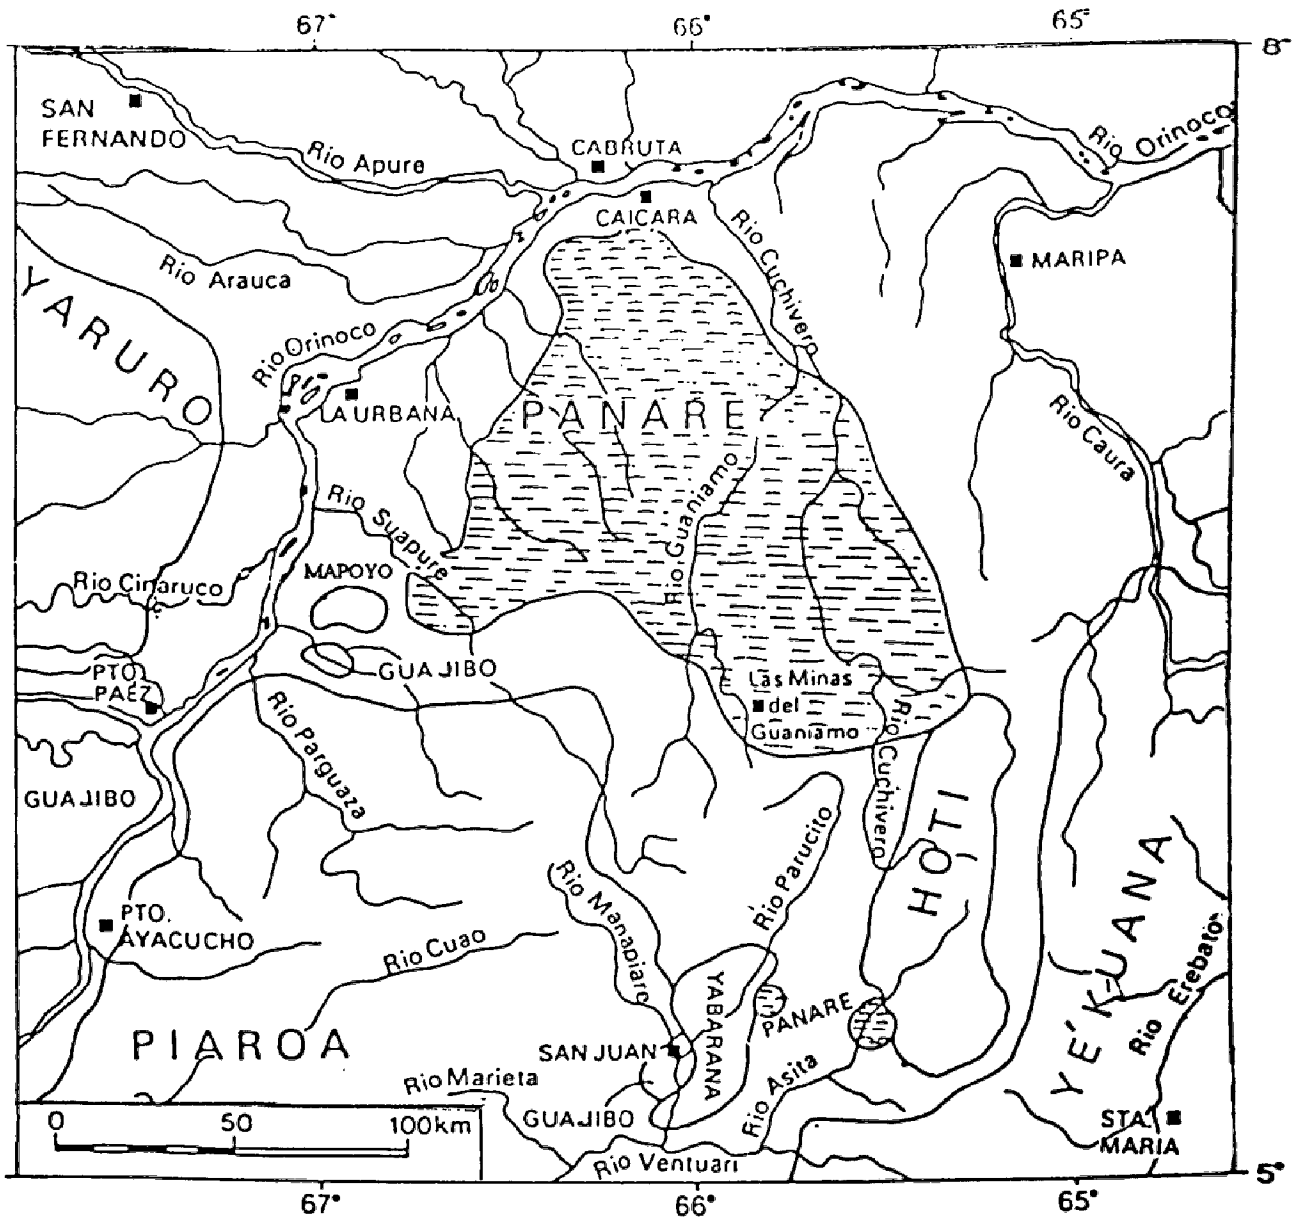 67°
66°
65°
8°
SAN
FERNANDO
Rio Apure
CABRUTA
CAICARA
Rio Orinoco
Rio Cuchivero
MARIPA
Rio Arauca
YARURO
Rio Orinoco
LA URBANA
PANARE
Rio Caura
Rio Guaniamo
Rio Suapure
MAPOYO
Rio Cinaruco
GUAJIBO
PTO.
PAÉZ
Las Minas
del
Guaniamo
Rio Cuchivero
Rio Parguaza
GUAJIBO
HOTI
Rio Parucito
Rio Manapiare
PTO.
AYACUCHO
Rio Cuao
YE'K-UANA
Rio Erebato
YABARANA
PANARE
PIAROA
SAN JUAN
Rio Marieta
Rio Asita
GUAJIBO
STA.
MARIA
0 50 100km
Rio Ventuari
5°
67°
66°
65°